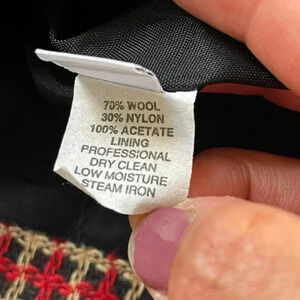 70% WOOL
30% NYLON
100% ACETATE
LINING
PROFESSIONAL
DRY CLEAN
LOW MOISTURE
STEAM IRON